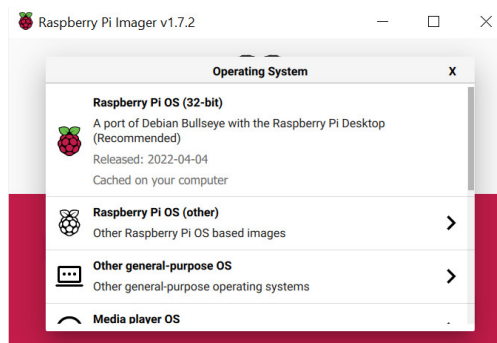 Raspberry Pi Imager v1.7.2
Operating System X
Raspberry Pi OS (32-bit)
A port of Debian Bullseye with the Raspberry Pi Desktop
(Recommended)
Released: 2022-04-04
Cached on your computer
Raspberry Pi OS (other)
Other Raspberry Pi OS based images
Other general-purpose OS
Other general-purpose operating systems
Media player OS